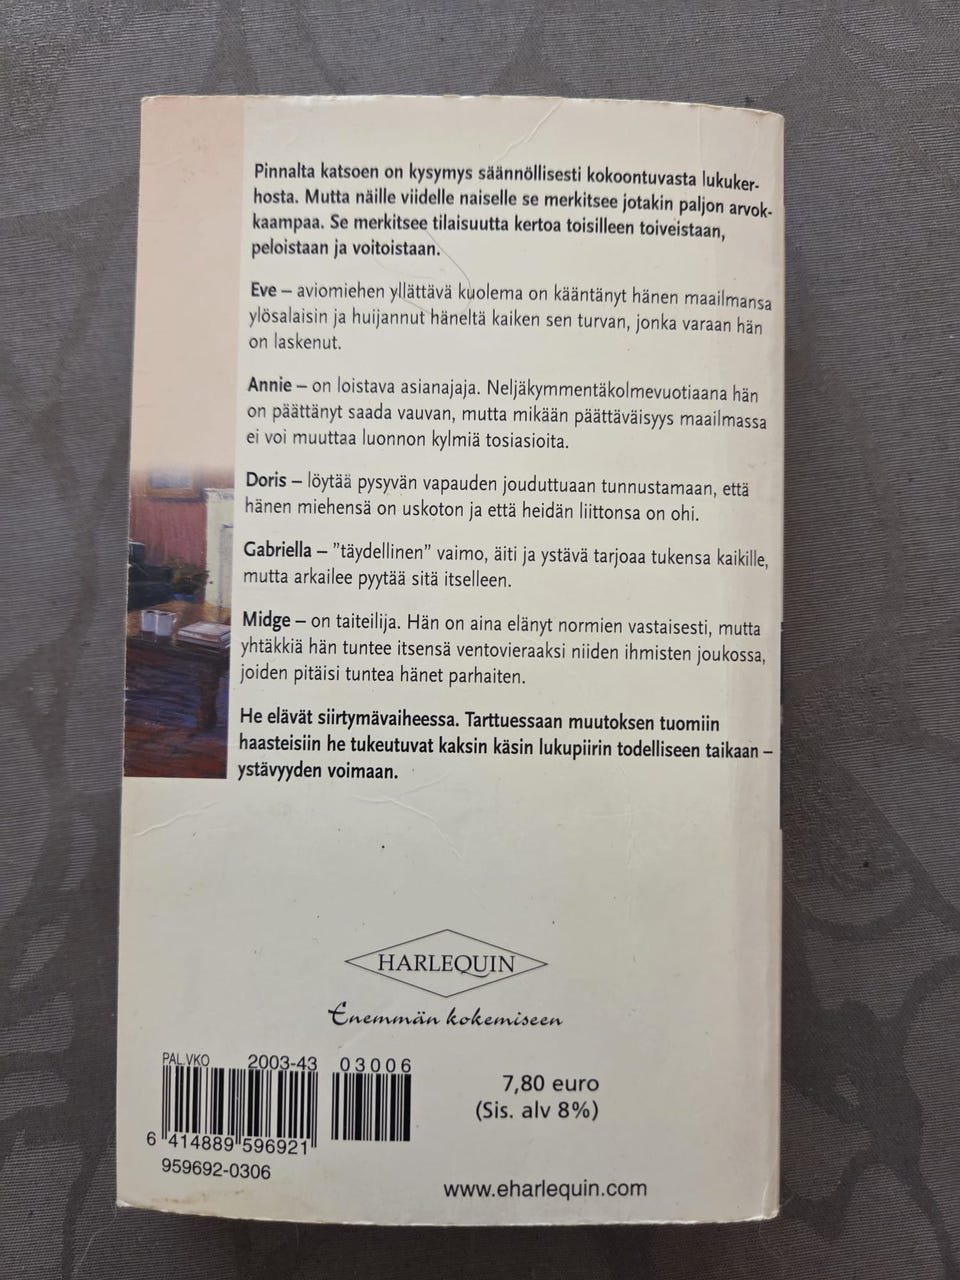 Pinnalta katsoen on kysymys säännöllisesti kokoontuvasta lukuker-
hosta. Mutta näille viidelle naiselle se merkitsee jotakin paljon arvok-
kaampaa. Se merkitsee tilaisuutta kertoa toisilleen toiveistaan,
peloistaan ja voitoistaan.
Eve – aviomiehen yllättävä kuolema on kääntänyt hänen maailmansa
ylösalaisin ja huijannut häneltä kaiken sen turvan, jonka varaan hän
on laskenut.
Annie – on loistava asianajaja. Neljäkymmentäkolmevuotiaana hän
on päättänyt saada vauvan, mutta mikään päättäväisyys maailmassa
ei voi muuttaa luonnon kylmiä tosiasioita.
Doris – löytää pysyvän vapauden jouduttuaan tunnustamaan, että
hänen miehensä on uskoton ja että heidän liittonsa on ohi.
Gabriella – ”täydellinen” vaimo, äiti ja ystävä tarjoaa tukensa kaikille,
mutta arkailee pyytää sitä itselleen.
Midge – on taiteilija. Hän on aina elänyt normien vastaisesti, mutta
yhtäkkiä hän tuntee itsensä ventovieraaksi niiden ihmisten joukossa,
joiden pitäisi tuntea hänet parhaiten.
He elävät siirtymävaiheessa. Tarttuessaan muutoksen tuomiin
haasteisiin he tukeutuvat kaksin käsin lukupiirin todelliseen taikaan –
ystävyyden voimaan.
HARLEQUIN
Enemmän kokemiseen
PAL.VKO 2003-43 03006
6 414889 596921
959692-0306
7,80 euro
(Sis. alv 8%)
www.eharlequin.com